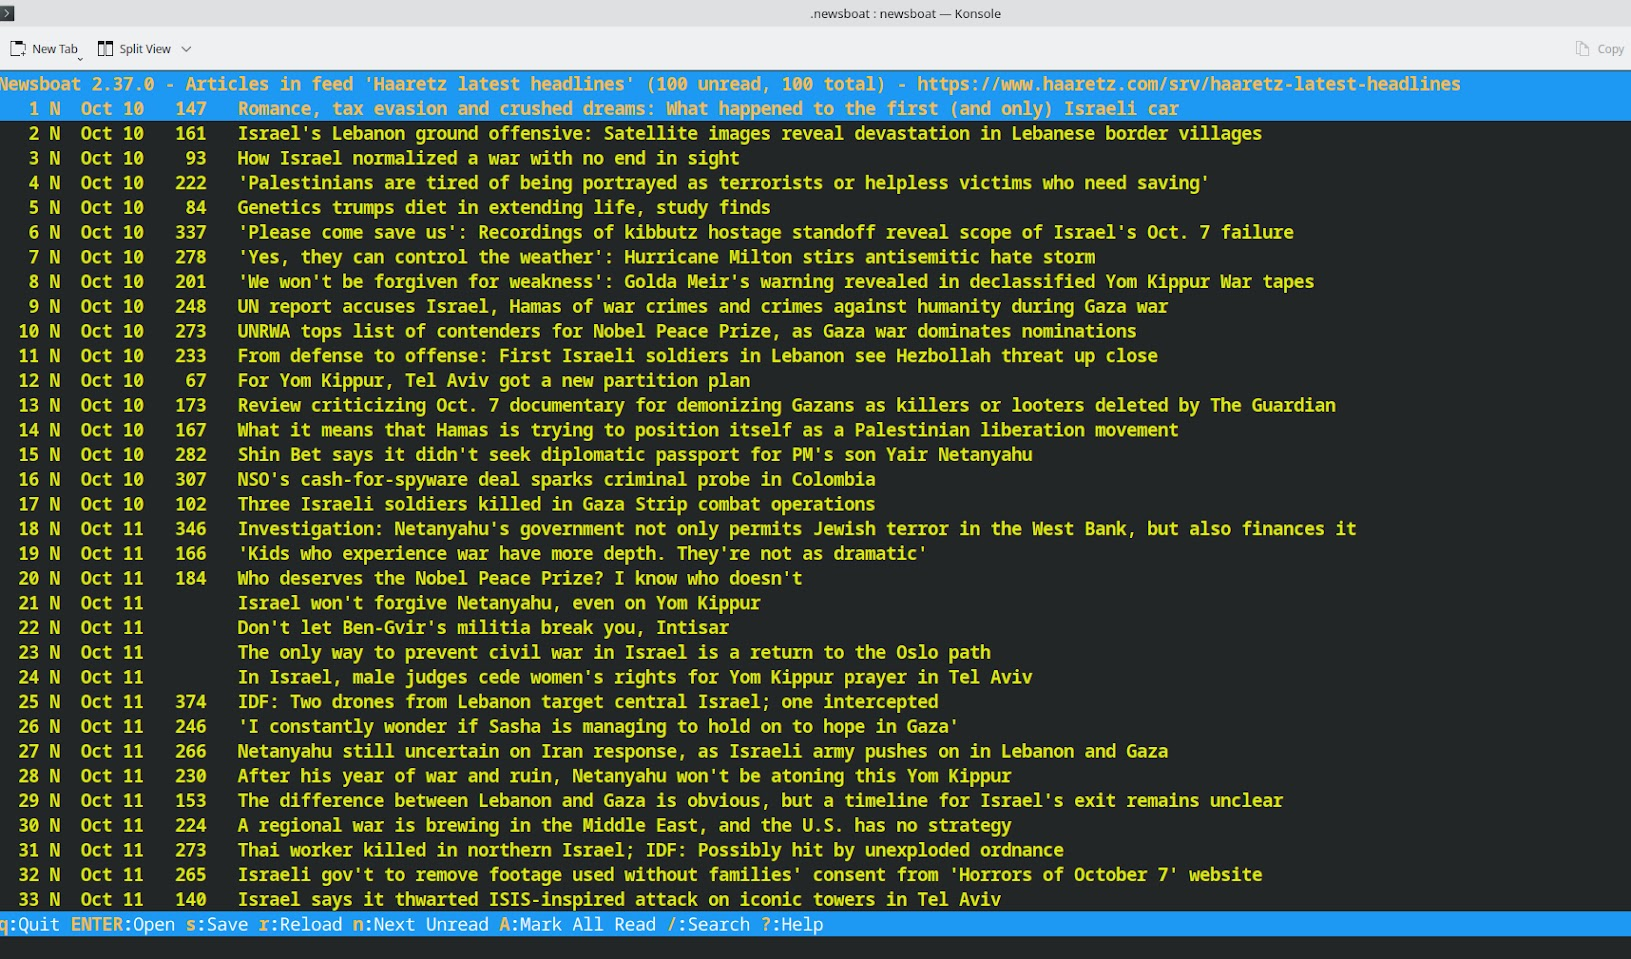 .newsboat : newsboat — Konsole
New Tab Split View Copy
Newsboat 2.37.0 - Articles in feed 'Haaretz latest headlines' (100 unread, 100 total) - https://www.haaretz.com/srv/haaretz-latest-headlines
1 N Oct 10 147 Romance, tax evasion and crushed dreams: What happened to the first (and only) Israeli car
2 N Oct 10 161 Israel's Lebanon ground offensive: Satellite images reveal devastation in Lebanese border villages
3 N Oct 10 93 How Israel normalized a war with no end in sight
4 N Oct 10 222 'Palestinians are tired of being portrayed as terrorists or helpless victims who need saving'
5 N Oct 10 84 Genetics trumps diet in extending life, study finds
6 N Oct 10 337 'Please come save us': Recordings of kibbutz hostage standoff reveal scope of Israel's Oct. 7 failure
7 N Oct 10 278 'Yes, they can control the weather': Hurricane Milton stirs antisemitic hate storm
8 N Oct 10 201 'We won't be forgiven for weakness': Golda Meir's warning revealed in declassified Yom Kippur War tapes
9 N Oct 10 248 UN report accuses Israel, Hamas of war crimes and crimes against humanity during Gaza war
10 N Oct 10 273 UNRWA tops list of contenders for Nobel Peace Prize, as Gaza war dominates nominations
11 N Oct 10 233 From defense to offense: First Israeli soldiers in Lebanon see Hezbollah threat up close
12 N Oct 10 67 For Yom Kippur, Tel Aviv got a new partition plan
13 N Oct 10 173 Review criticizing Oct. 7 documentary for demonizing Gazans as killers or looters deleted by The Guardian
14 N Oct 10 167 What it means that Hamas is trying to position itself as a Palestinian liberation movement
15 N Oct 10 282 Shin Bet says it didn't seek diplomatic passport for PM's son Yair Netanyahu
16 N Oct 10 307 NSO's cash-for-spyware deal sparks criminal probe in Colombia
17 N Oct 10 102 Three Israeli soldiers killed in Gaza Strip combat operations
18 N Oct 11 346 Investigation: Netanyahu's government not only permits Jewish terror in the West Bank, but also finances it
19 N Oct 11 166 'Kids who experience war have more depth. They're not as dramatic'
20 N Oct 11 184 Who deserves the Nobel Peace Prize? I know who doesn't
21 N Oct 11 Israel won't forgive Netanyahu, even on Yom Kippur
22 N Oct 11 Don't let Ben-Gvir's militia break you, Intisar
23 N Oct 11 The only way to prevent civil war in Israel is a return to the Oslo path
24 N Oct 11 In Israel, male judges cede women's rights for Yom Kippur prayer in Tel Aviv
25 N Oct 11 374 IDF: Two drones from Lebanon target central Israel; one intercepted
26 N Oct 11 246 'I constantly wonder if Sasha is managing to hold on to hope in Gaza'
27 N Oct 11 266 Netanyahu still uncertain on Iran response, as Israeli army pushes on in Lebanon and Gaza
28 N Oct 11 230 After his year of war and ruin, Netanyahu won't be atoning this Yom Kippur
29 N Oct 11 153 The difference between Lebanon and Gaza is obvious, but a timeline for Israel's exit remains unclear
30 N Oct 11 224 A regional war is brewing in the Middle East, and the U.S. has no strategy
31 N Oct 11 273 Thai worker killed in northern Israel; IDF: Possibly hit by unexploded ordnance
32 N Oct 11 265 Israeli gov't to remove footage used without families' consent from 'Horrors of October 7' website
33 N Oct 11 140 Israel says it thwarted ISIS-inspired attack on iconic towers in Tel Aviv
q:Quit ENTER:Open s:Save r:Reload n:Next Unread A:Mark All Read /:Search ?:Help